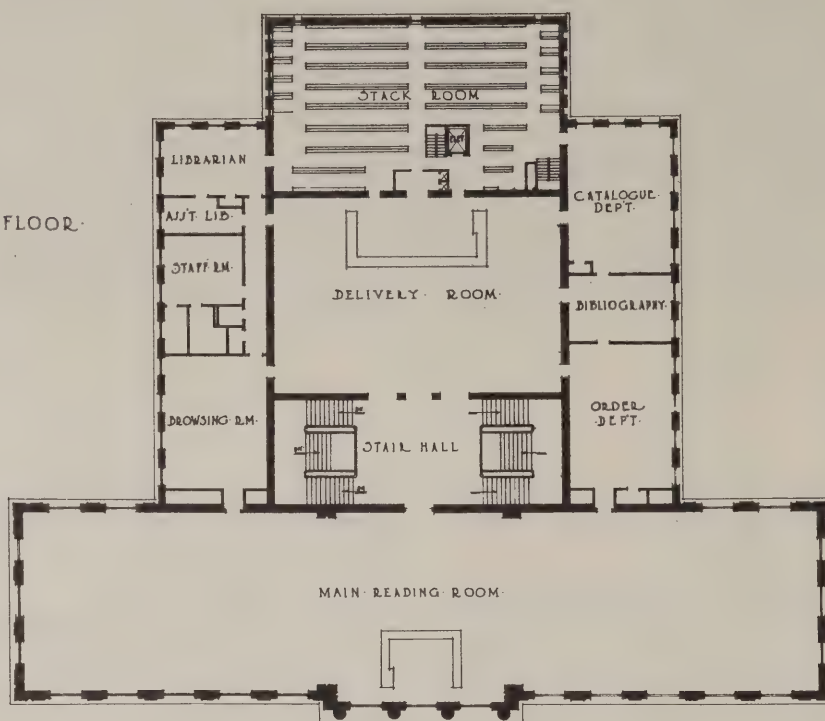 STACK ROOM
LIBRARIAN
CATALOGUE
DEP'T.
ASS'T. LIB.
FLOOR.
STAFF RM.
DELIVERY ROOM.
BIBLIOGRAPHY.
BROWSING RM.
ORDER
DEPT.
STAIR HALL
MAIN READING ROOM.